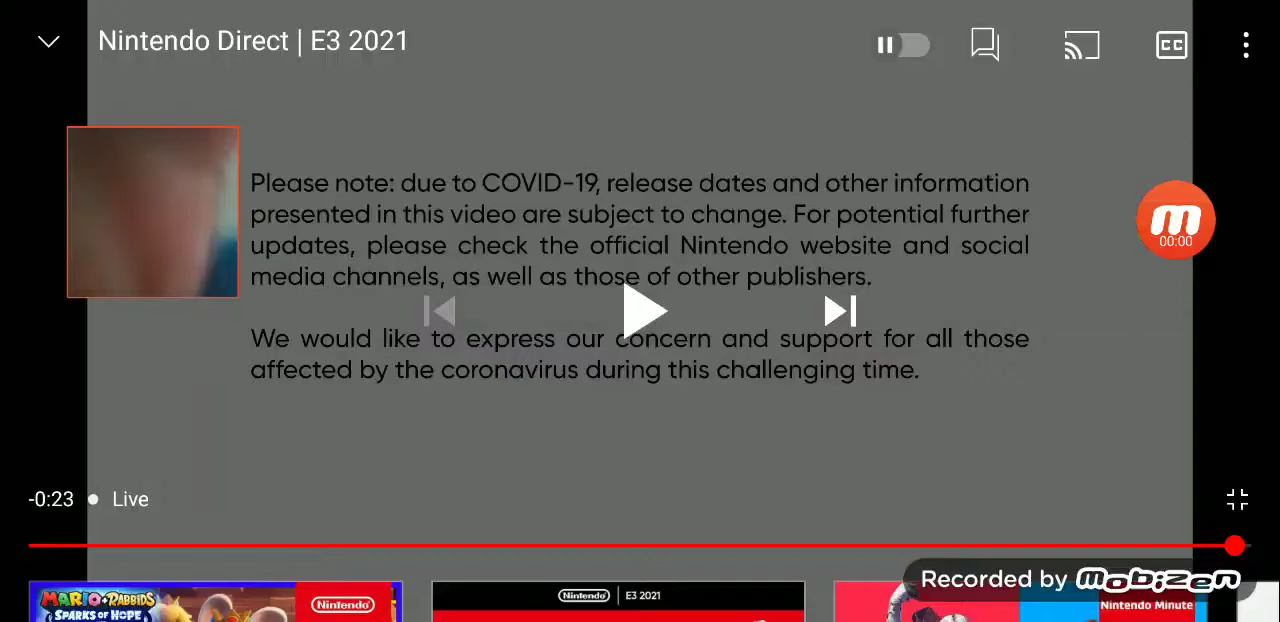 Nintendo Direct | E3 2021
CC
Please note: due to COVID-19, release dates and other information
presented in this video are subject to change. For potential further
updates, please check the official Nintendo website and social
media channels, as well as those of other publishers.
m
00:00
We would like to express our concern and support for all those
affected by the coronavirus during this challenging time.
-0:23 • Live
Recorded by mobizen
MARIO+RABBIDS
SPARKS OF HOPE
Nintendo
Nintendo | E3 2021
Nintendo Minute